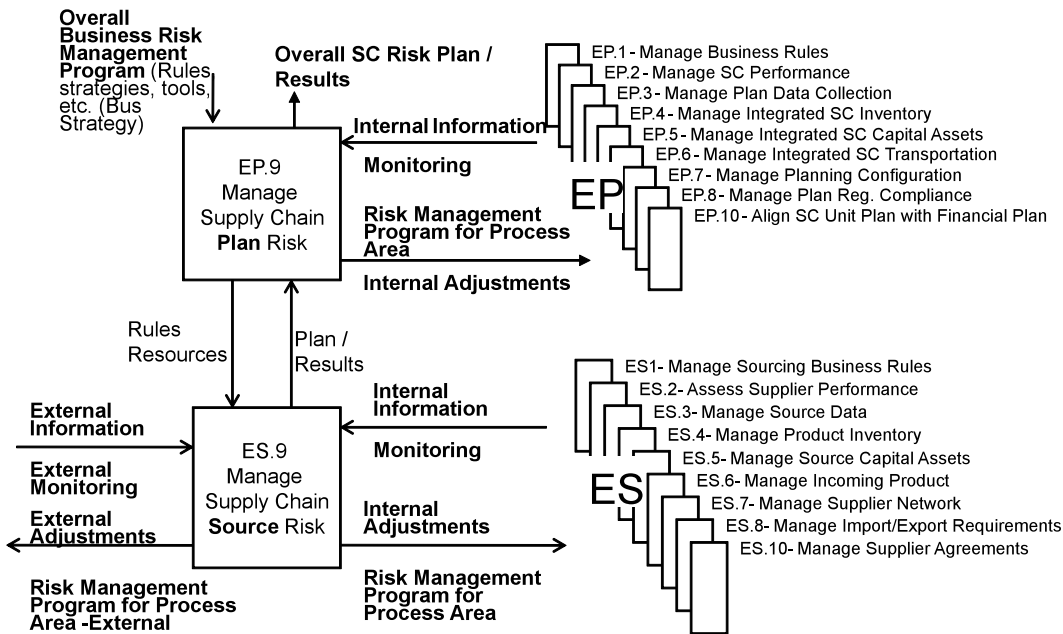 Overall
Business Risk
Management
Program (Rules,
strategies, tools,
etc. (Bus
Strategy)
Overall SC Risk Plan /
Results
EP.9
Manage
Supply Chain
Plan Risk
Internal Information
Monitoring
Risk Management
Program for Process
Area
Internal Adjustments
EP
EP.1 - Manage Business Rules
EP.2 - Manage SC Performance
EP.3 - Manage Plan Data Collection
EP.4 - Manage Integrated SC Inventory
EP.5 - Manage Integrated SC Capital Assets
EP.6 - Manage Integrated SC Transportation
EP.7 - Manage Planning Configuration
EP.8 - Manage Plan Reg. Compliance
EP.10 - Align SC Unit Plan with Financial Plan
Rules
Resources
Plan /
Results
External
Information
External
Monitoring
External
Adjustments
Risk Management
Program for Process
Area -External
ES.9
Manage
Supply Chain
Source Risk
Internal
Information
Monitoring
Internal
Adjustments
Risk Management
Program for
Process Area
ES
ES1- Manage Sourcing Business Rules
ES.2- Assess Supplier Performance
ES.3- Manage Source Data
ES.4- Manage Product Inventory
ES.5- Manage Source Capital Assets
ES.6- Manage Incoming Product
ES.7- Manage Supplier Network
ES.8- Manage Import/Export Requirements
ES.10- Manage Supplier Agreements